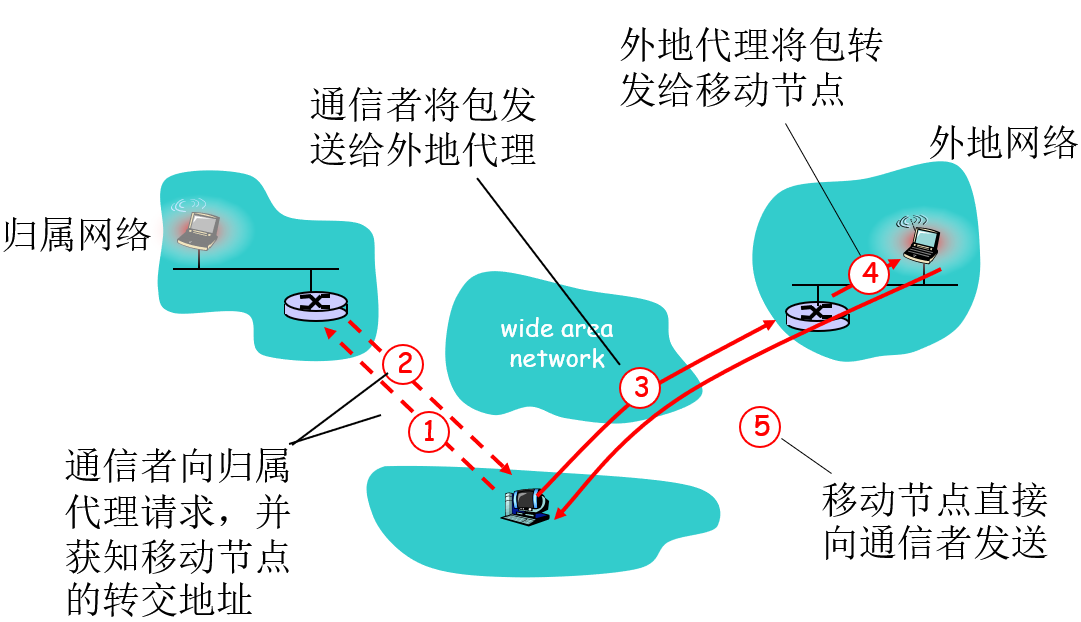 外地代理将包转
发给移动节点
通信者将包发
送给外地代理
外地网络
归属网络
4
wide area
network
2
3
1
5
通信者向归属
代理请求，并
获知移动节点
的转交地址
移动节点直接
向通信者发送